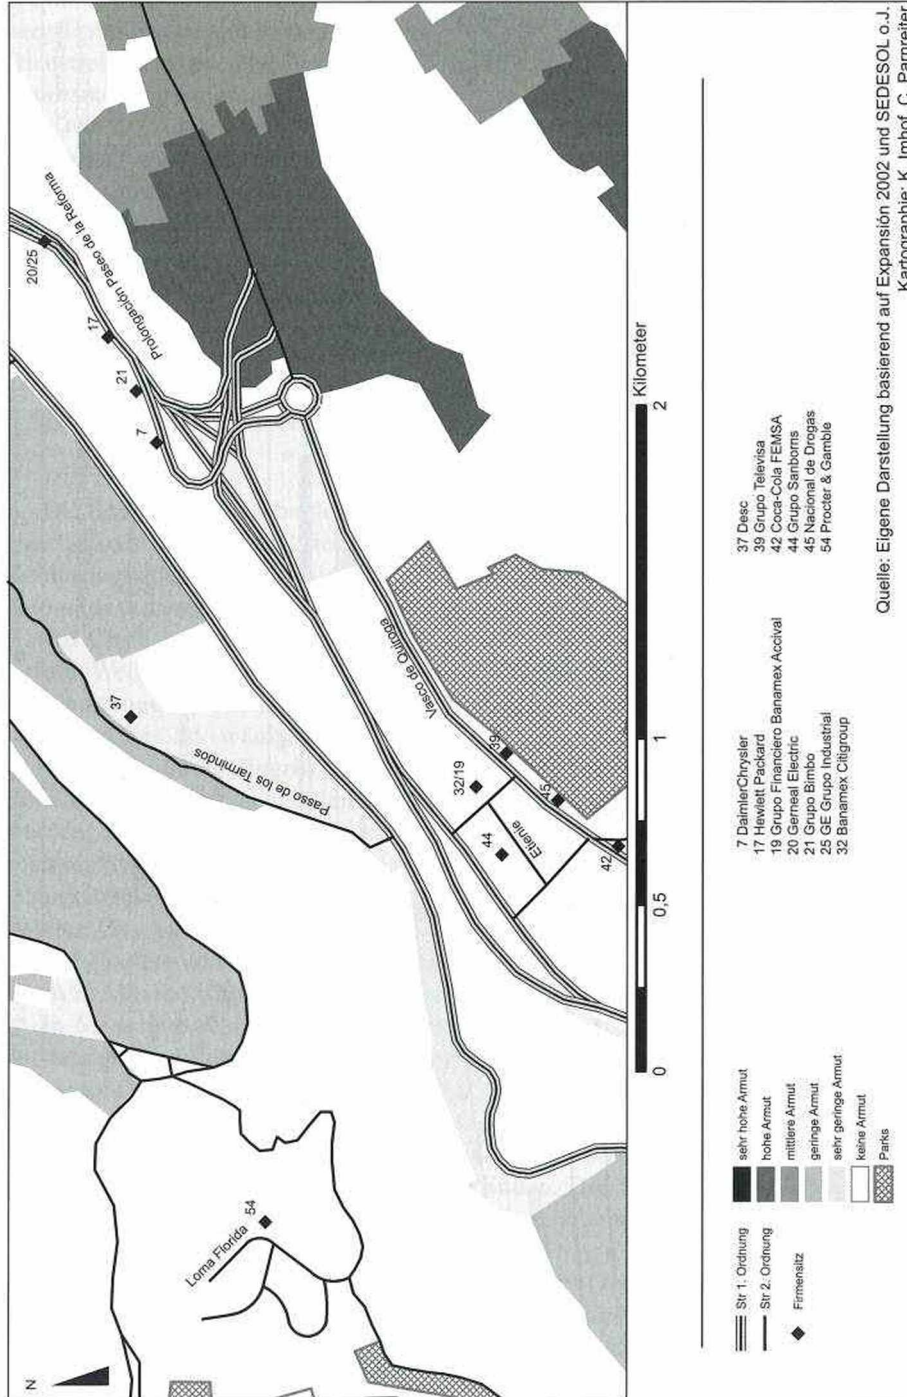 N
Loma Florida
54
Passo de los Tarmindos
37
20/25
17
Prolongación Paseo de la Reforma
21
7
Vasco de Quiroga
39
32/19
45
44
Etienie
42
0
0,5
1
2
Kilometer
Str 1. Ordnung
Str 2. Ordnung
Firmensitz
sehr hohe Armut
hohe Armut
mittlere Armut
geringe Armut
sehr geringe Armut
keine Armut
Parks
7 DaimlerChrysler
17 Hewlett Packard
19 Grupo Financiero Banamex Accival
20 Gerneal Electric
21 Grupo Bimbo
25 GE Grupo Industrial
32 Banamex Citigroup
37 Desc
39 Grupo Televisa
42 Coca-Cola FEMSA
44 Grupo Sanborns
45 Nacional de Drogas
54 Procter & Gamble
Quelle: Eigene Darstellung basierend auf Expansión 2002 und SEDESOL o.J.
Kartographie: K. Imhof, C. Parnreiter